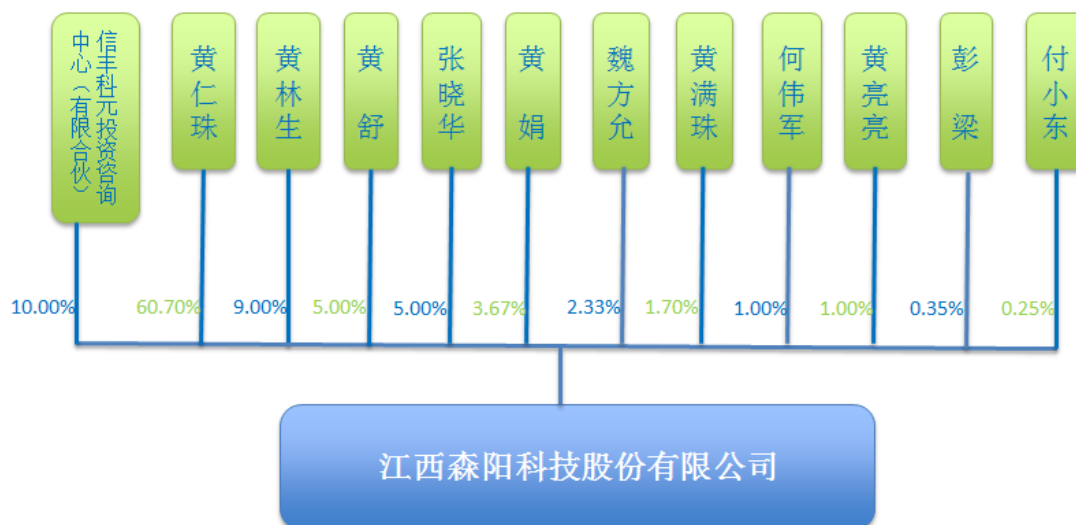 信丰科元投资咨询
中心（有限合伙）
黄仁珠
黄林生
黄舒
张晓华
黄娟
魏方允
黄满珠
何伟军
黄亮亮
彭梁
付小东
10.00%
60.70%
9.00%
5.00%
5.00%
3.67%
2.33%
1.70%
1.00%
1.00%
0.35%
0.25%
江西森阳科技股份有限公司